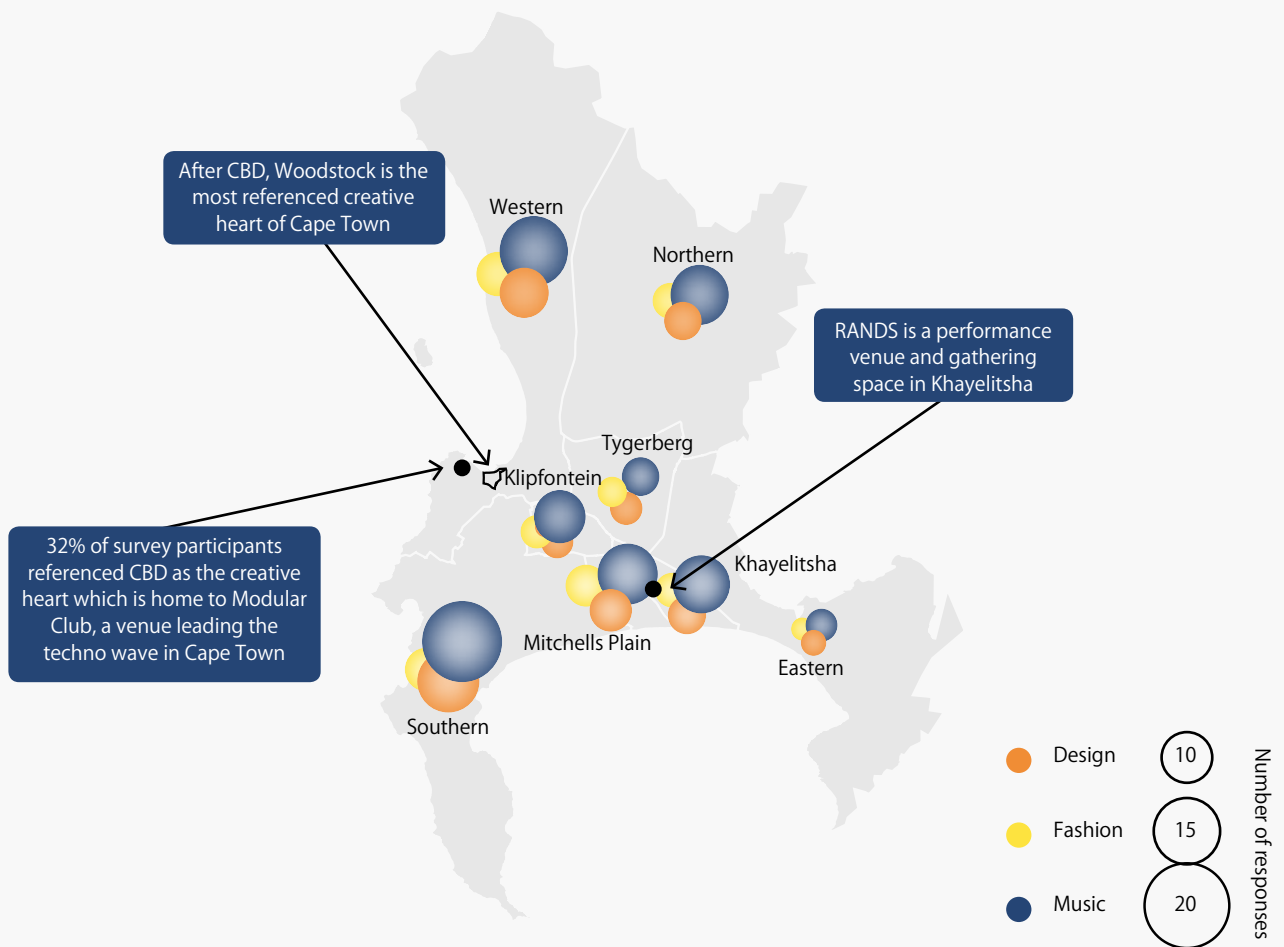 After CBD, Woodstock is the
most referenced creative
heart of Cape Town
Western
Northern
RANDS is a performance
venue and gathering
space in Khayelitsha
Tygerberg
Klipfontein
32% of survey participants
referenced CBD as the creative
heart which is home to Modular
Club, a venue leading the
techno wave in Cape Town
Khayelitsha
Mitchells Plain
Eastern
Southern
Design
10
Fashion
15
Music
20
Number of responses